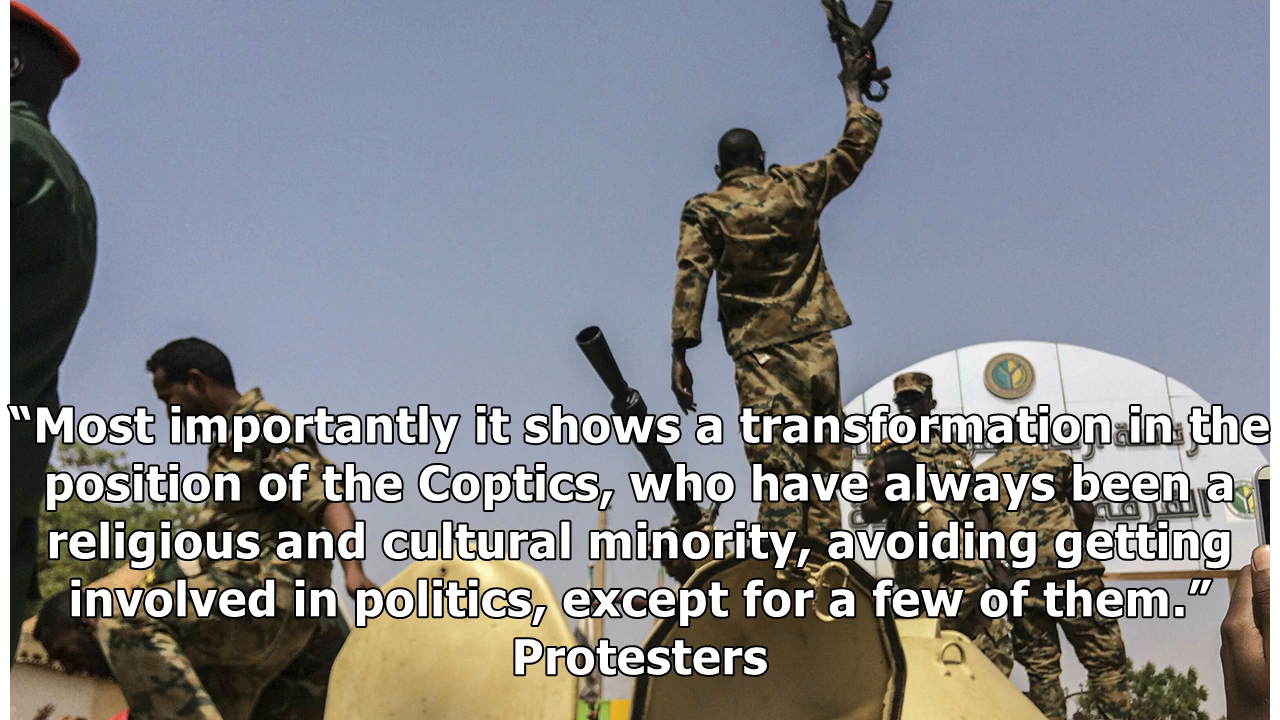 “Most importantly it shows a transformation in the
position of the Coptics, who have always been a
religious and cultural minority, avoiding getting
involved in politics, except for a few of them.”
Protesters
الفرقة